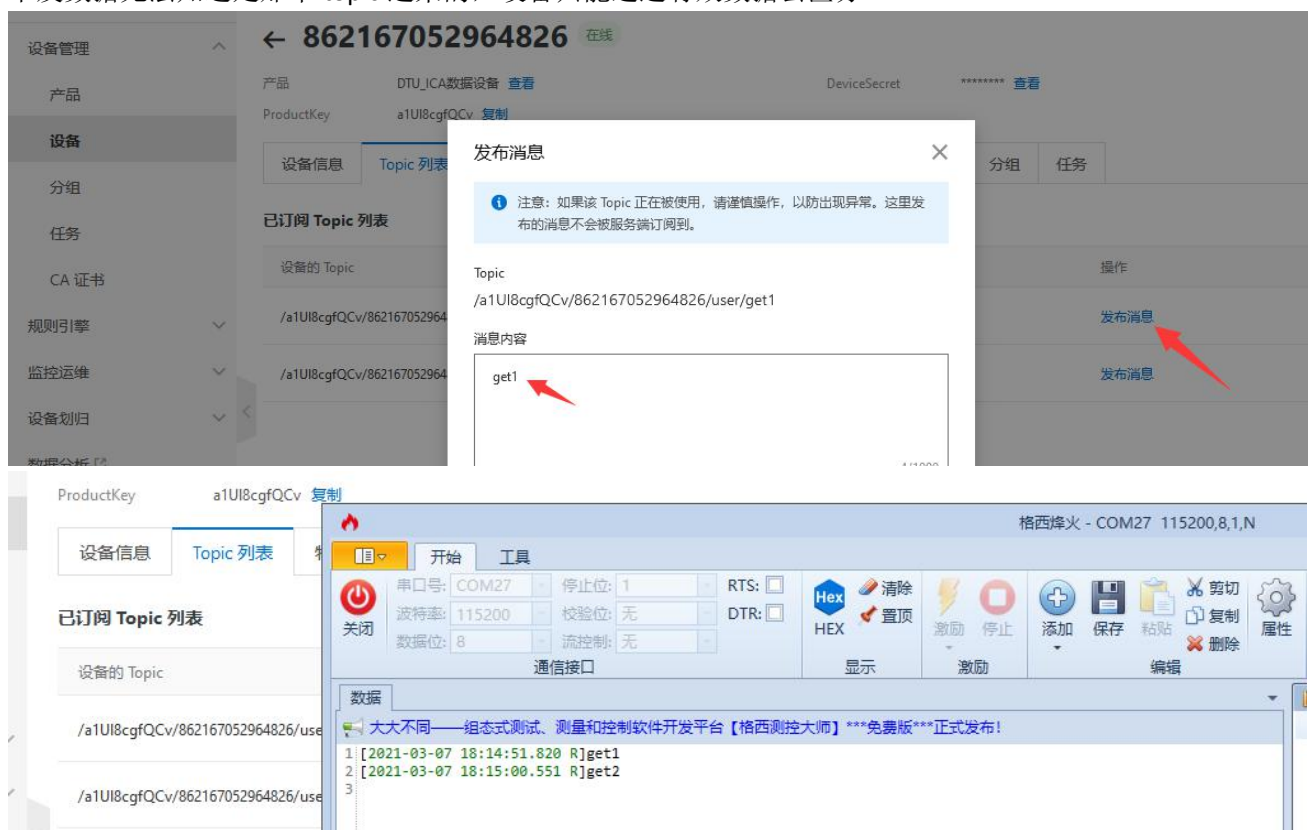 设备管理
产品
设备
分组
任务
CA 证书
规则引擎
监控运维
设备划归
← 862167052964826 在线
产品 DTU_ICA数据设备 查看 DeviceSecret ******** 查看
ProductKey a1UI8cgfQCv 复制
设备信息 Topic 列表 分组 任务
已订阅 Topic 列表
设备的 Topic 操作
/a1UI8cgfQCv/862167052964 发布消息
/a1UI8cgfQCv/862167052964 发布消息
发布消息
注意：如果该 Topic 正在被使用，请谨慎操作，以防出现异常。这里发
布的消息不会被服务端订阅到。
Topic
/a1UI8cgfQCv/862167052964826/user/get1
消息内容
get1
ProductKey a1UI8cgfQCv 复制
设备信息 Topic 列表
已订阅 Topic 列表
设备的 Topic
/a1UI8cgfQCv/862167052964826/use
/a1UI8cgfQCv/862167052964826/use
格西烽火 - COM27 115200,8,1,N
开始 工具
关闭
串口号: COM27 停止位: 1 RTS:
波特率: 115200 校验位: 无 DTR:
数据位: 8 流控制: 无
通信接口
Hex HEX 清除 置顶
显示
激励 停止
激励
添加 保存 粘贴 剪切 复制 删除
编辑
属性
数据
大大不同——组态式测试、测量和控制软件开发平台【格西测控大师】***免费版***正式发布!
1 [2021-03-07 18:14:51.820 R]get1
2 [2021-03-07 18:15:00.551 R]get2
3